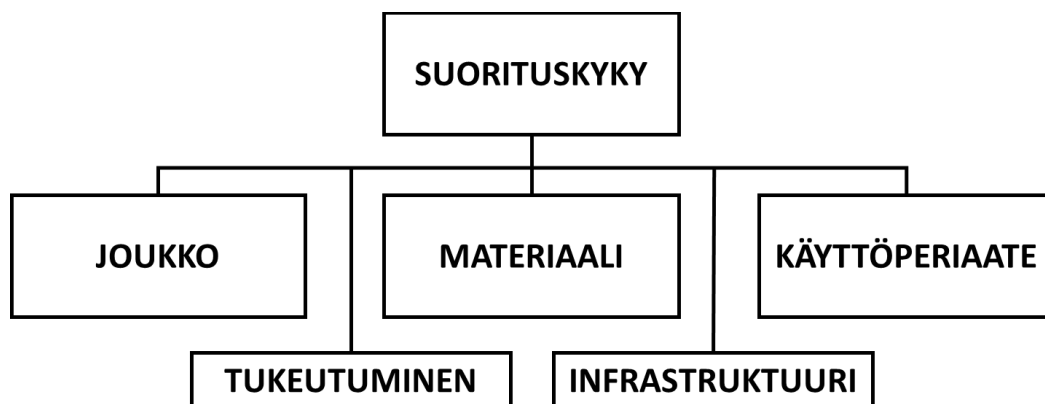 SUORITUSKYKY
JOUKKO
MATERIAALI
KÄYTTÖPERIAATE
TUKEUTUMINEN
INFRASTRUKTUURI